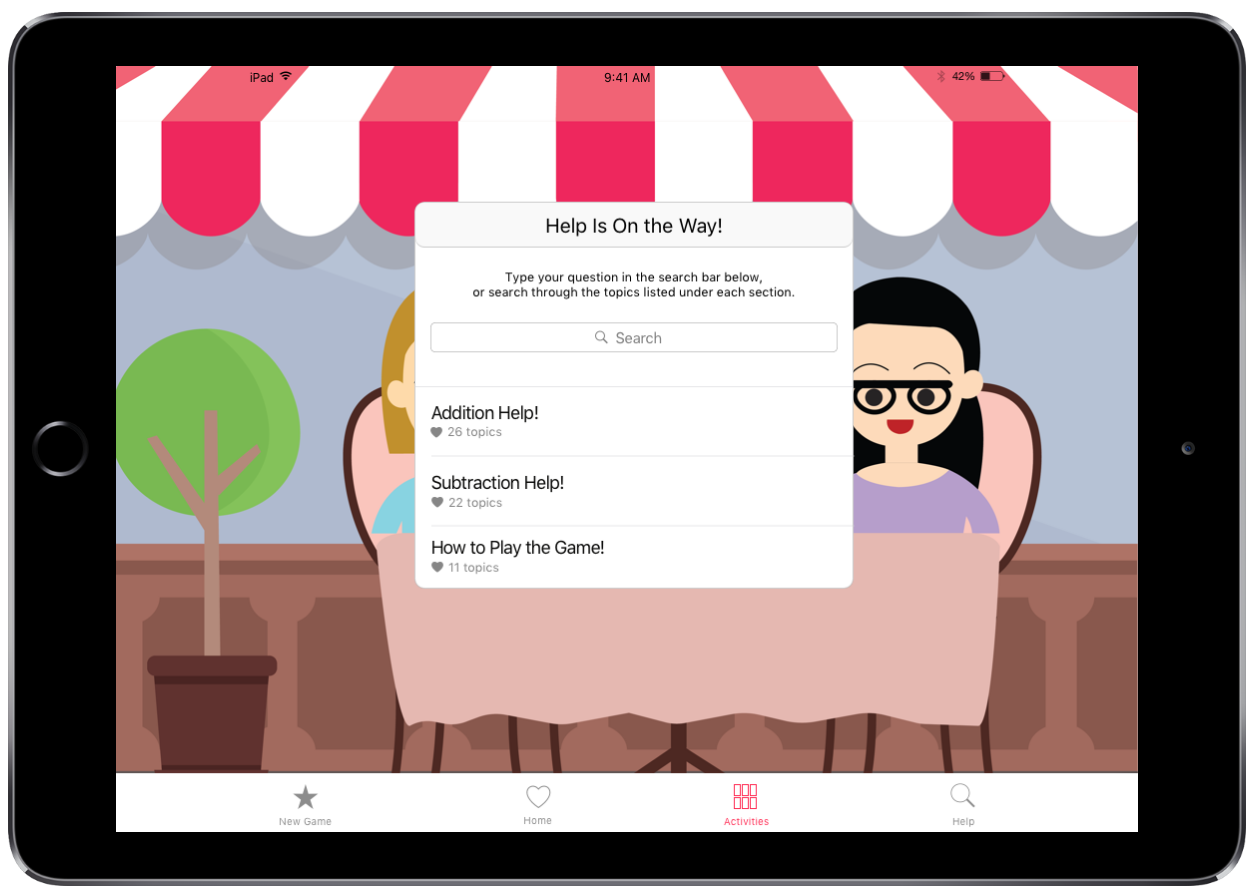 iPad 9:41 AM 42%
Help Is On the Way!
Type your question in the search bar below,
or search through the topics listed under each section.
Search
Addition Help!
26 topics
Subtraction Help!
22 topics
How to Play the Game!
11 topics
New Game Home Activities Help